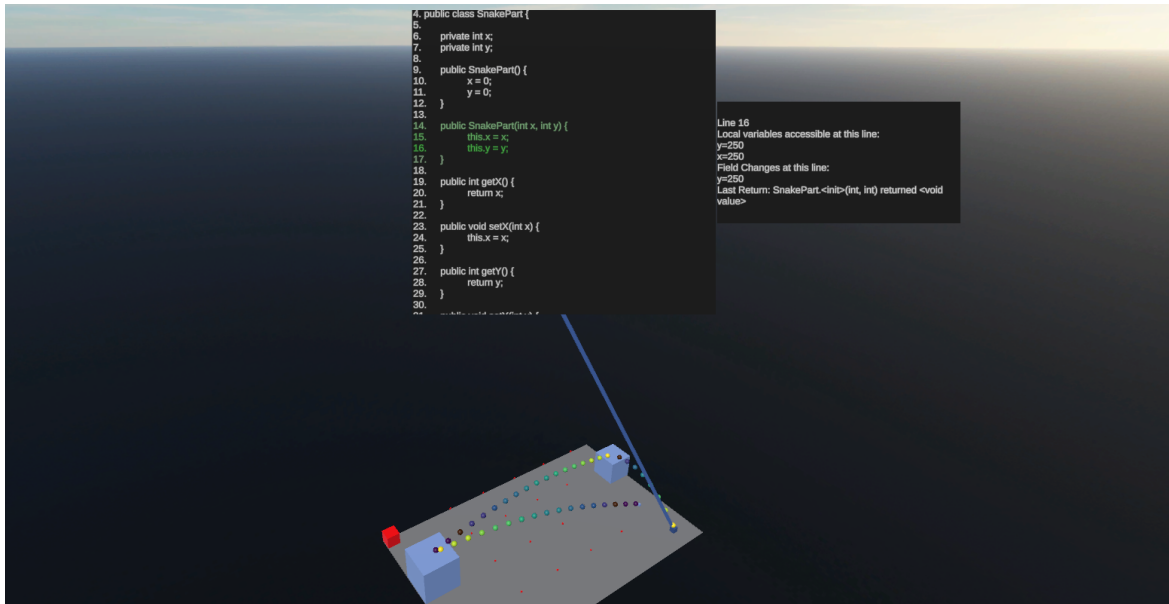 4. public class SnakePart {
5.
6. private int x;
7. private int y;
8.
9. public SnakePart() {
10. x = 0;
11. y = 0;
12. }
13.
14. public SnakePart(int x, int y) {
15. this.x = x;
16. this.y = y;
17. }
18.
19. public int getX() {
20. return x;
21. }
22.
23. public void setX(int x) {
24. this.x = x;
25. }
26.
27. public int getY() {
28. return y;
29. }
30.
Line 16
Local variables accessible at this line:
y=250
x=250
Field Changes at this line:
y=250
Last Return: SnakePart.<init>(int, int) returned <void
value>